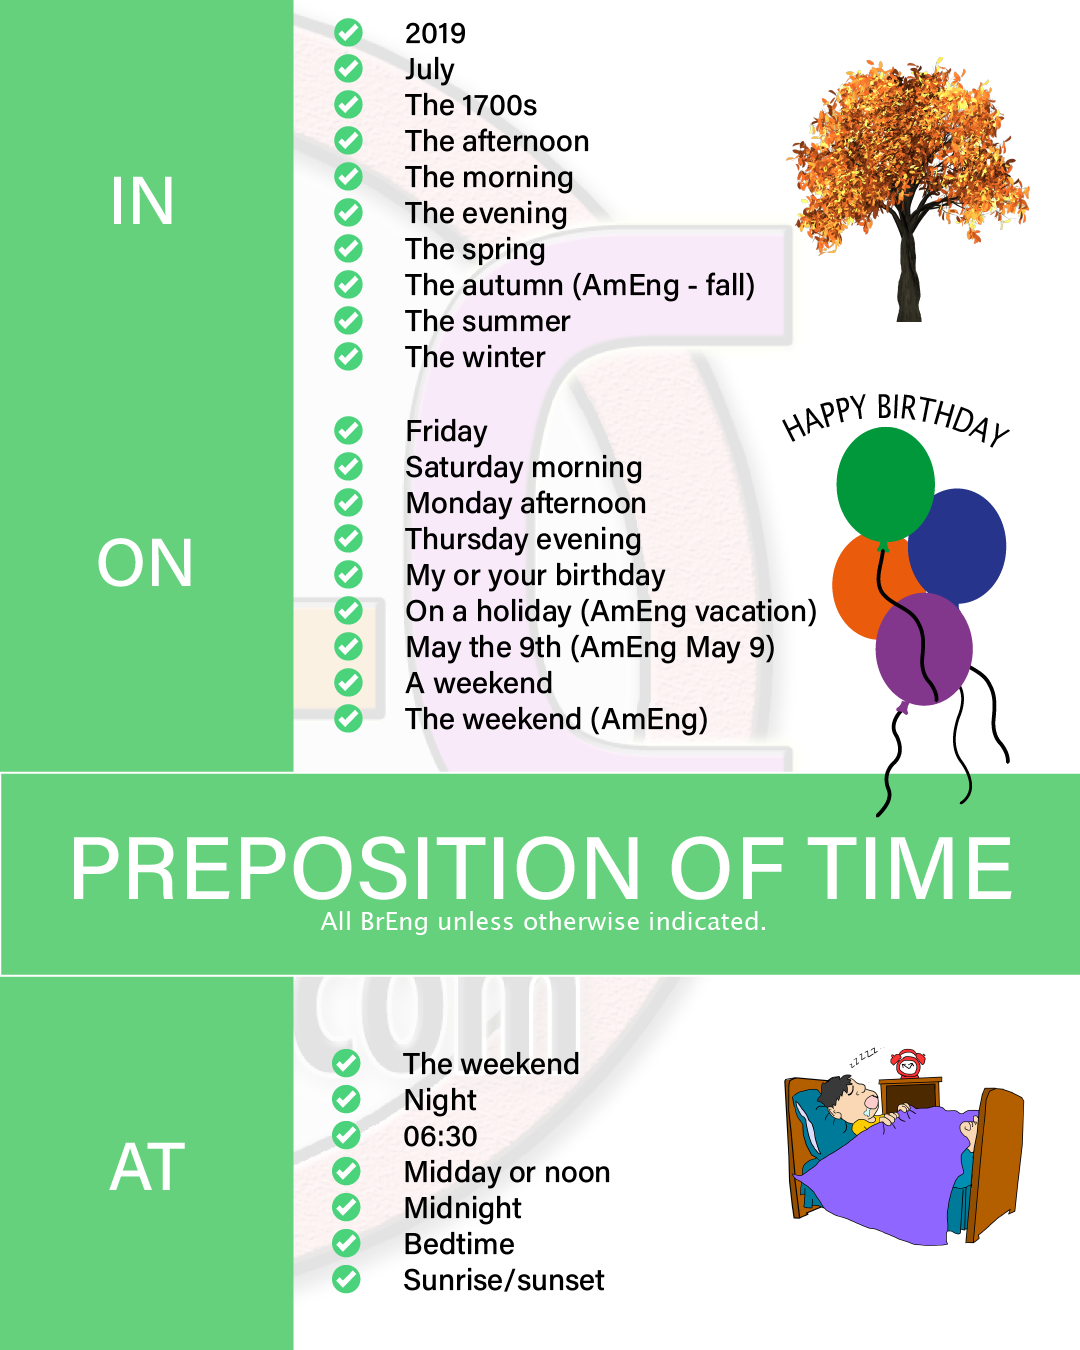 IN
2019
July
The 1700s
The afternoon
The morning
The evening
The spring
The autumn (AmEng - fall)
The summer
The winter
HAPPY BIRTHDAY
ON
Friday
Saturday morning
Monday afternoon
Thursday evening
My or your birthday
On a holiday (AmEng vacation)
May the 9th (AmEng May 9)
A weekend
The weekend (AmEng)
PREPOSITION OF TIME
All BrEng unless otherwise indicated.
com
AT
The weekend
Night
06:30
Midday or noon
Midnight
Bedtime
Sunrise/sunset
zzzzz